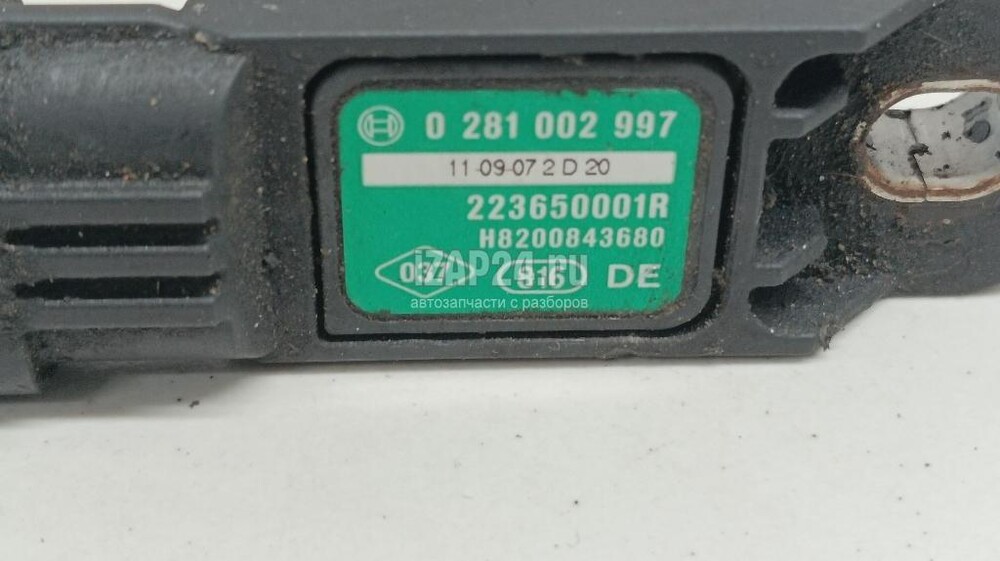 0 281 002 997
11-09-07 2 D 20
223650001R
H8200843680
DE
IZAP24.ru
автозапчасти с разборов